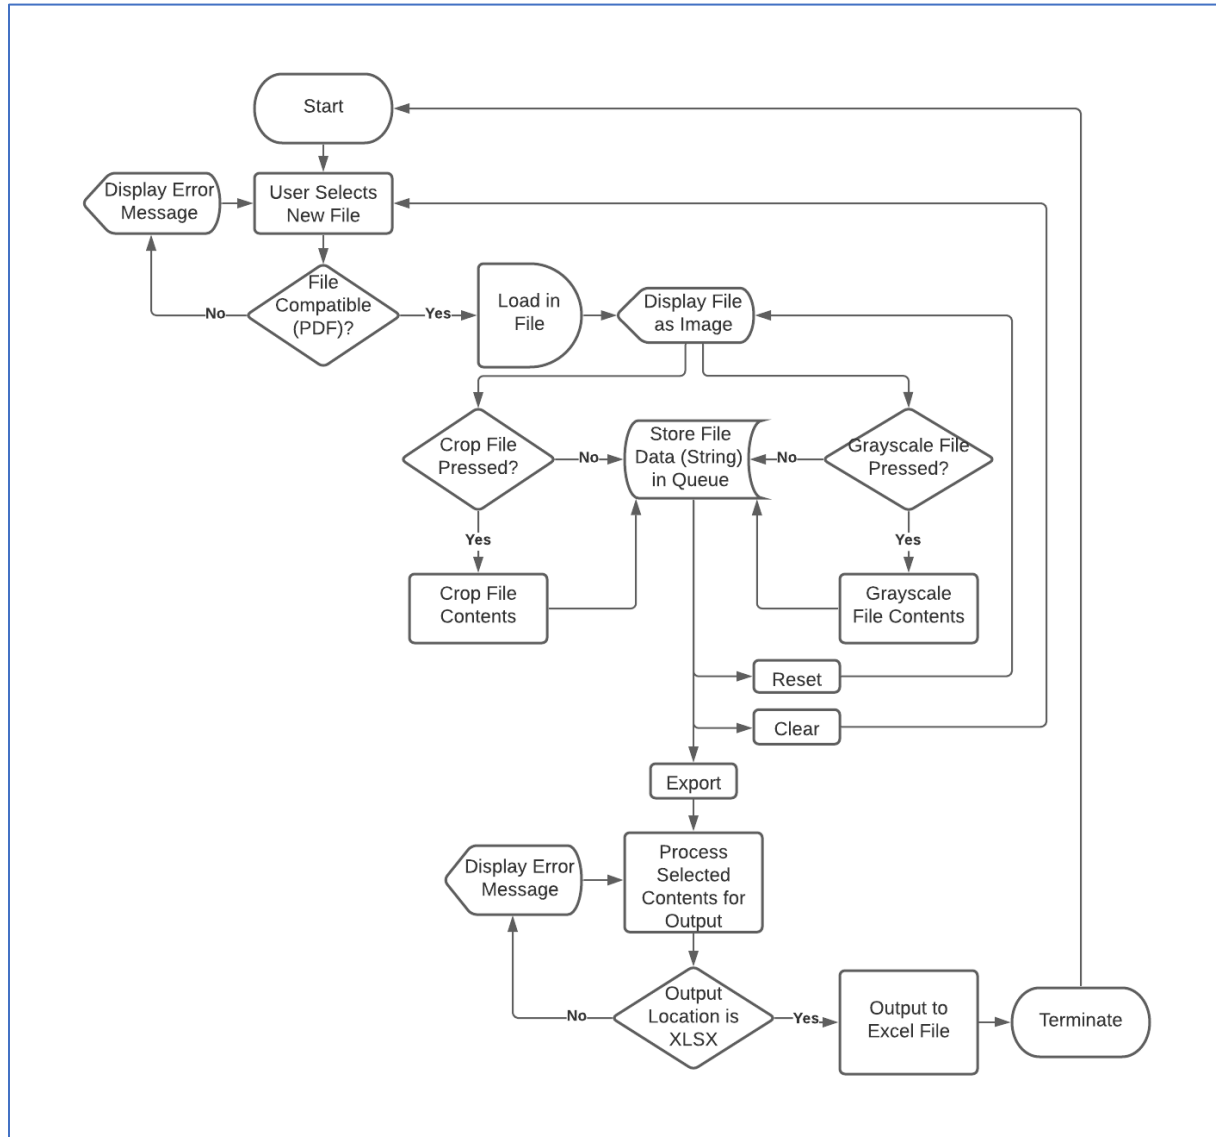 Start
Display Error
Message
User Selects
New File
File
Compatible
(PDF)?
No
Yes
Load in
File
Display File
as Image
Crop File
Pressed?
No
Store File
Data (String)
in Queue
No
Grayscale File
Pressed?
Yes
Yes
Crop File
Contents
Grayscale
File Contents
Reset
Clear
Export
Display Error
Message
Process
Selected
Contents for
Output
Output
Location is
XLSX
No
Yes
Output to
Excel File
Terminate